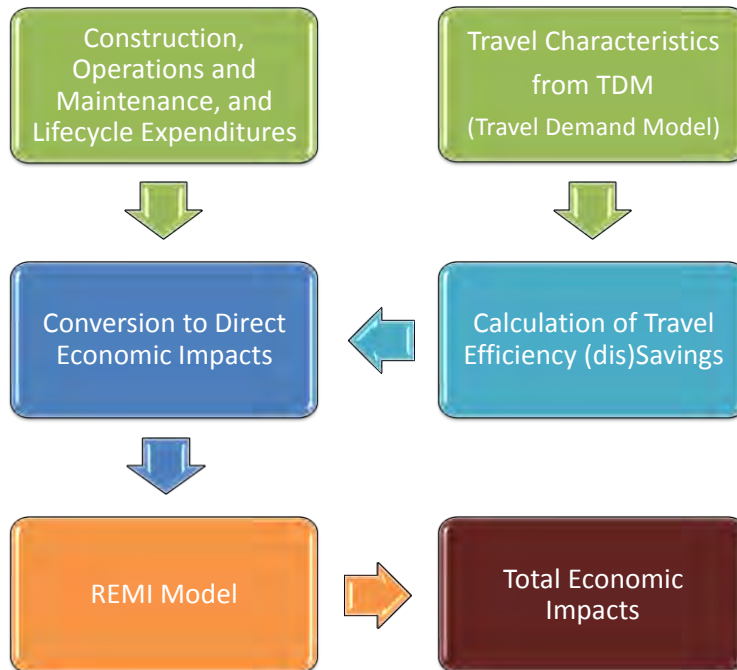 Construction,
Operations and
Maintenance, and
Lifecycle Expenditures
Travel Characteristics
from TDM
(Travel Demand Model)
Conversion to Direct
Economic Impacts
Calculation of Travel
Efficiency (dis)Savings
REMI Model
Total Economic
Impacts